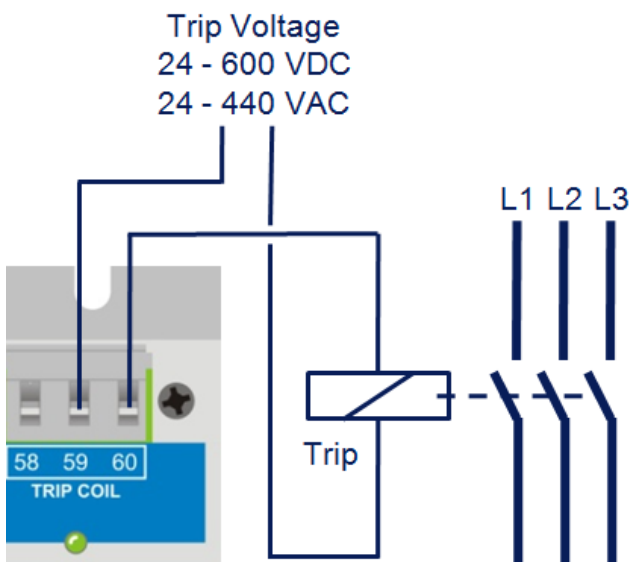 Trip Voltage
24 - 600 VDC
24 - 440 VAC
L1 L2 L3
Trip
58 59 60
TRIP COIL